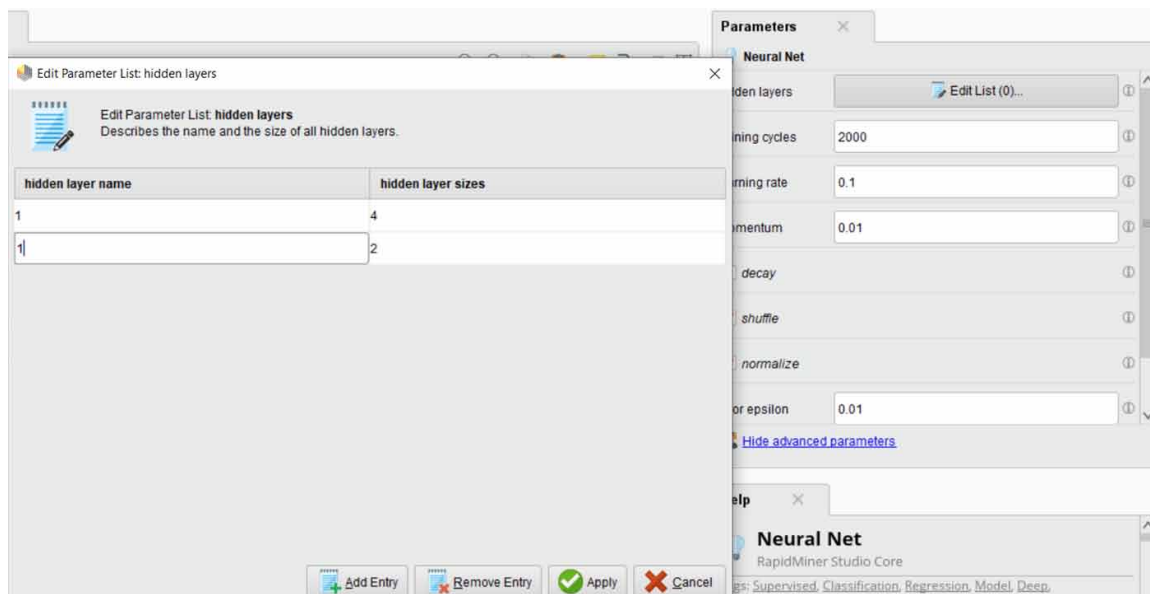 Parameters
Neural Net
Edit Parameter List: hidden layers
Edit Parameter List: hidden layers
Describes the name and the size of all hidden layers.
hidden layer name hidden layer sizes
1 4
1 2
Add Entry Remove Entry Apply Cancel
dden layers Edit List (0)...
ining cycles 2000
rning rate 0.1
omentum 0.01
decay
shuffle
normalize
or epsilon 0.01
Hide advanced parameters
elp
Neural Net
RapidMiner Studio Core
gs: Supervised, Classification, Regression, Model, Deep,